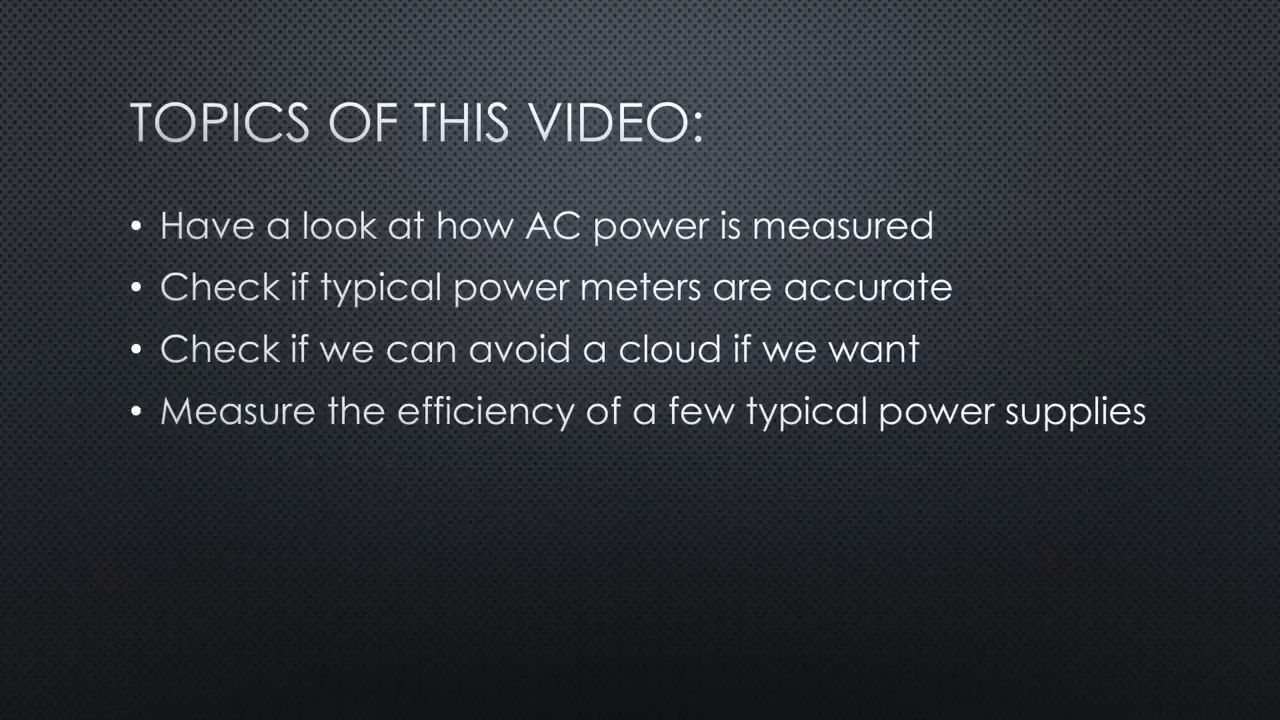 TOPICS OF THIS VIDEO:
• Have a look at how AC power is measured
• Check if typical power meters are accurate
• Check if we can avoid a cloud if we want
• Measure the efficiency of a few typical power supplies